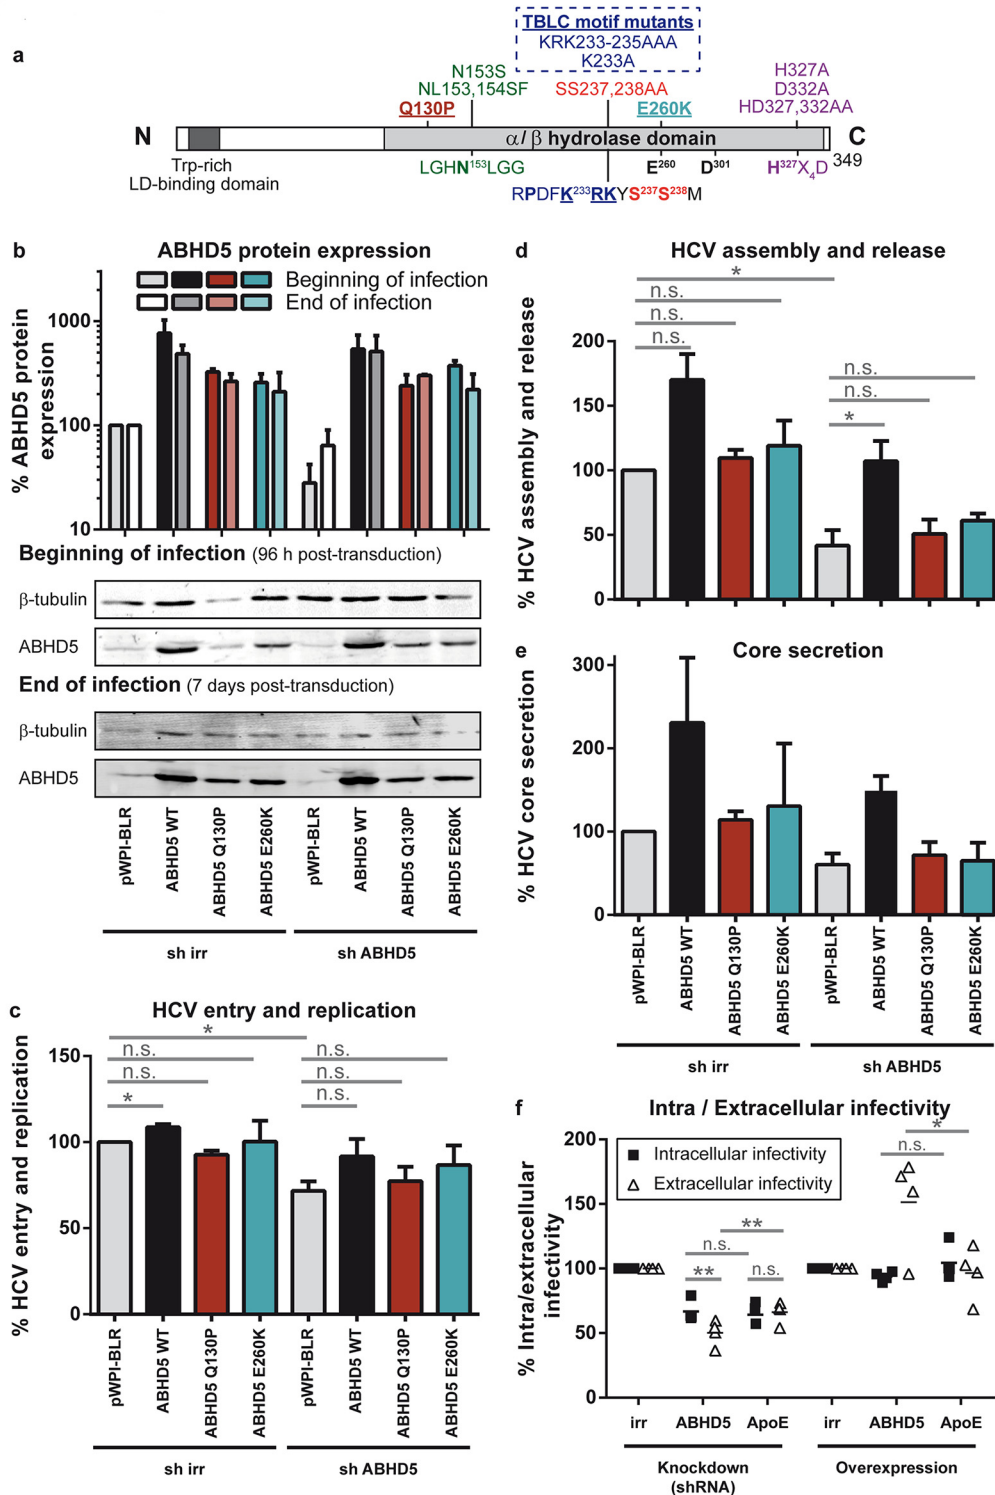 a
TBLC motif mutants
KRK233-235AAA
K233A
N153S
NL153,154SF
SS237,238AA
H327A
D332A
HD327,332AA
Q130P
E260K
N
α/β hydrolase domain
C
349
Trp-rich
LD-binding domain
LGHN153LGG
E260
D301
H327X4D
RPDFK233RKYS237S238M
b
ABHD5 protein expression
Beginning of infection
End of infection
% ABHD5 protein
expression
1000
100
10
Beginning of infection (96 h post-transduction)
β-tubulin
ABHD5
End of infection (7 days post-transduction)
β-tubulin
ABHD5
pWPI-BLR
ABHD5 WT
ABHD5 Q130P
ABHD5 E260K
pWPI-BLR
ABHD5 WT
ABHD5 Q130P
ABHD5 E260K
sh irr
sh ABHD5
c
HCV entry and replication
% HCV entry and replication
150
100
50
0
*
n.s.
n.s.
*
n.s.
n.s.
n.s.
pWPI-BLR
ABHD5 WT
ABHD5 Q130P
ABHD5 E260K
pWPI-BLR
ABHD5 WT
ABHD5 Q130P
ABHD5 E260K
sh irr
sh ABHD5
d
HCV assembly and release
% HCV assembly and release
200
150
100
50
0
*
n.s.
n.s.
n.s.
n.s.
n.s.
*
e
Core secretion
% HCV core secretion
300
200
100
0
pWPI-BLR
ABHD5 WT
ABHD5 Q130P
ABHD5 E260K
pWPI-BLR
ABHD5 WT
ABHD5 Q130P
ABHD5 E260K
sh irr
sh ABHD5
f
Intra / Extracellular infectivity
% Intra/extracellular
infectivity
200
150
100
50
0
Intracellular infectivity
Extracellular infectivity
*
n.s.
**
n.s.
**
n.s.
irr
ABHD5
ApoE
irr
ABHD5
ApoE
Knockdown
(shRNA)
Overexpression